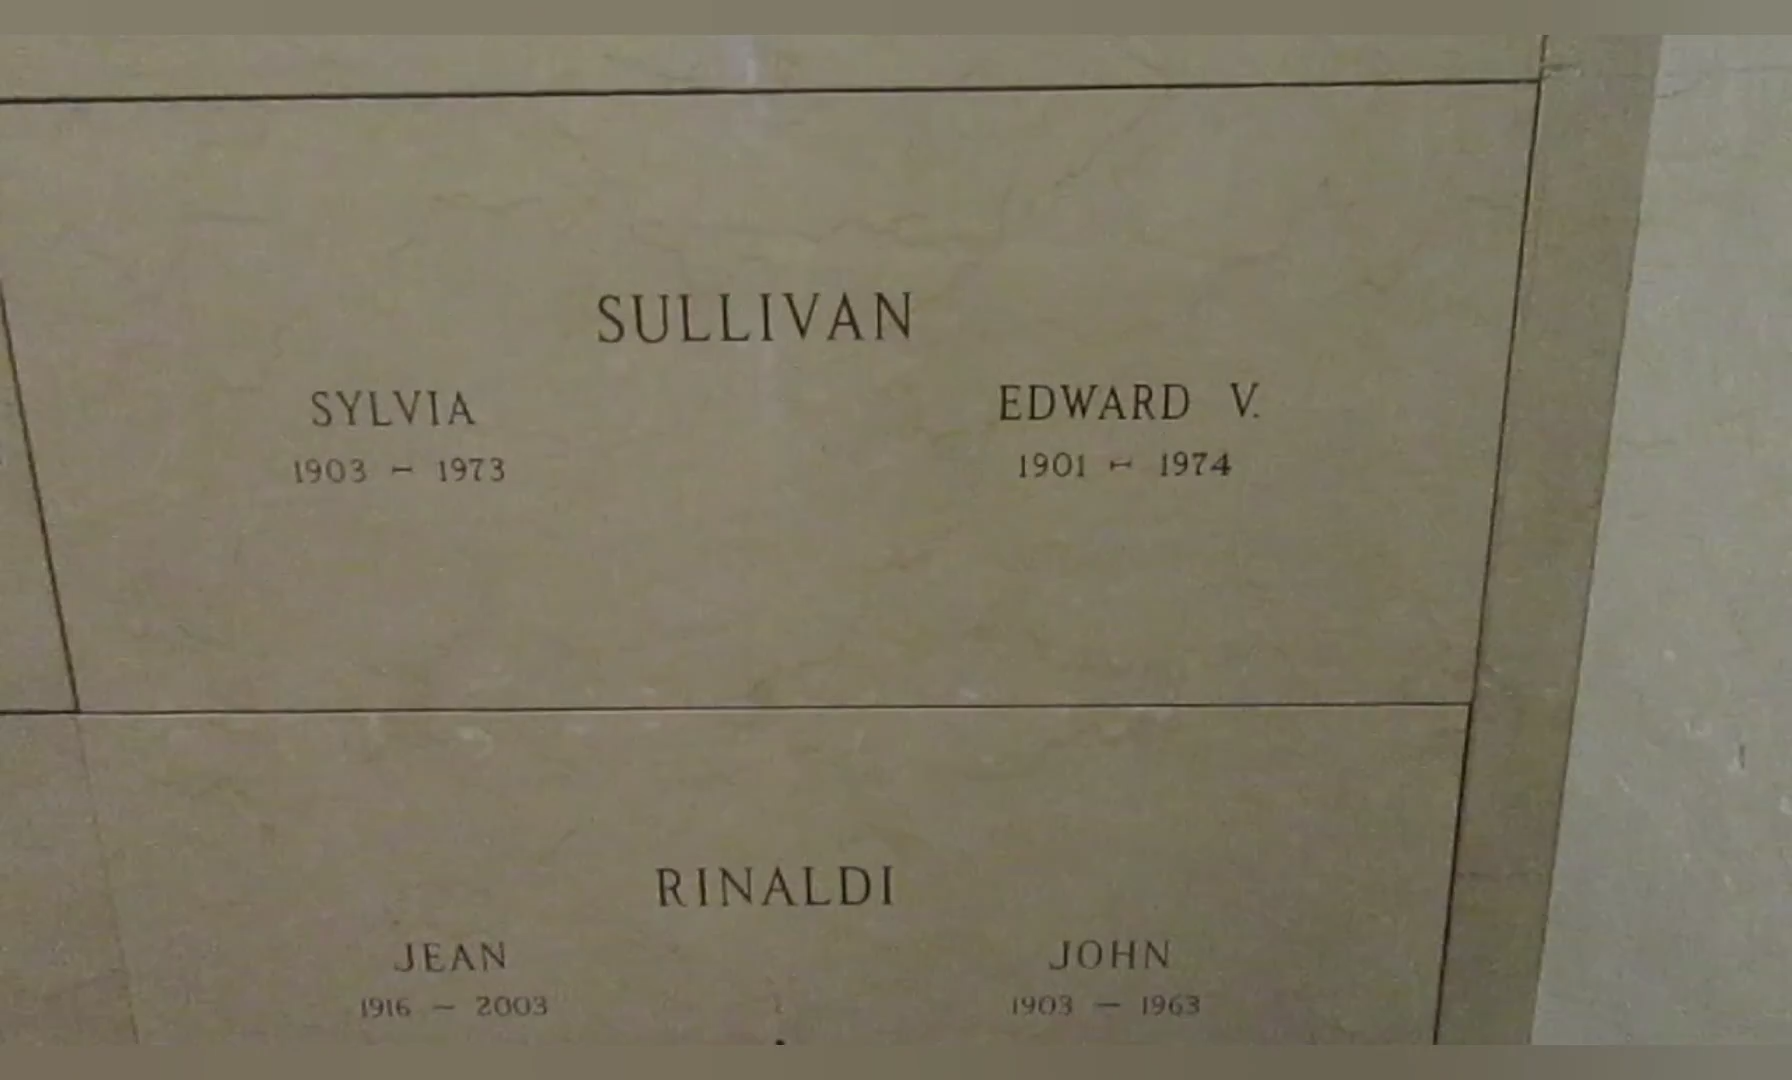 SULLIVAN
SYLVIA EDWARD V.
1903 – 1973 1901 – 1974
RINALDI
JEAN JOHN
1916 – 2003 1903 – 1963